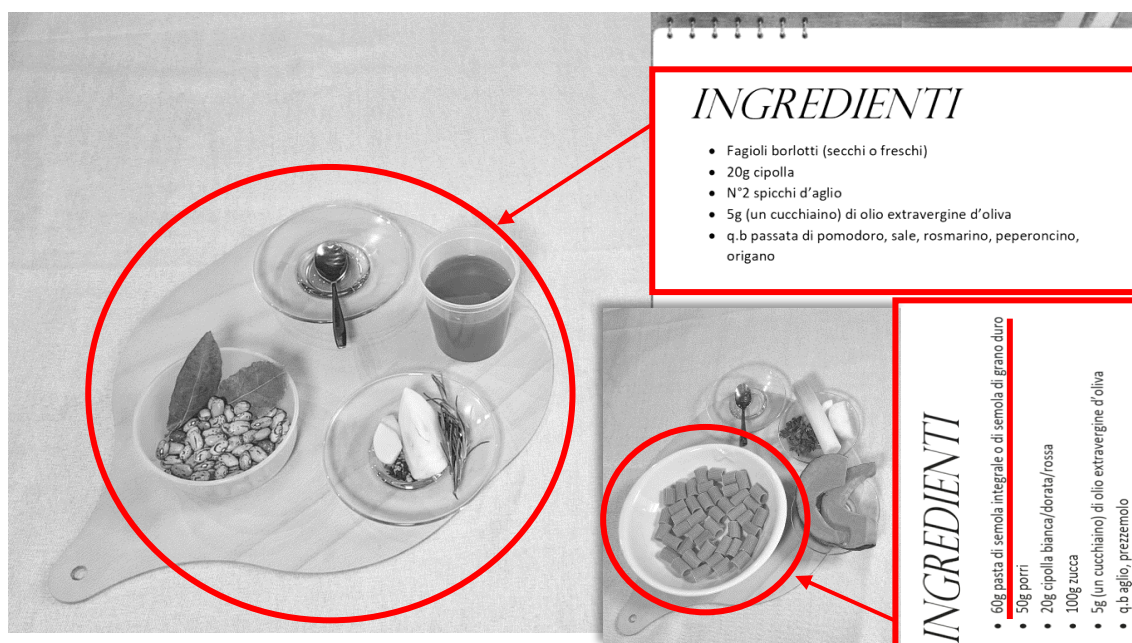 INGREDIENTI
• Fagioli borlotti (secchi o freschi)
• 20g cipolla
• N°2 spicchi d'aglio
• 5g (un cucchiaino) di olio extravergine d'oliva
• q.b passata di pomodoro, sale, rosmarino, peperoncino,
origano
INGREDIENTI
• 60g pasta di semola integrale o di semola di grano duro
• 50g porri
• 20g cipolla bianca/dorata/rossa
• 100g zucca
• 5g (un cucchiaino) di olio extravergine d'oliva
• q.b aglio, prezzemolo